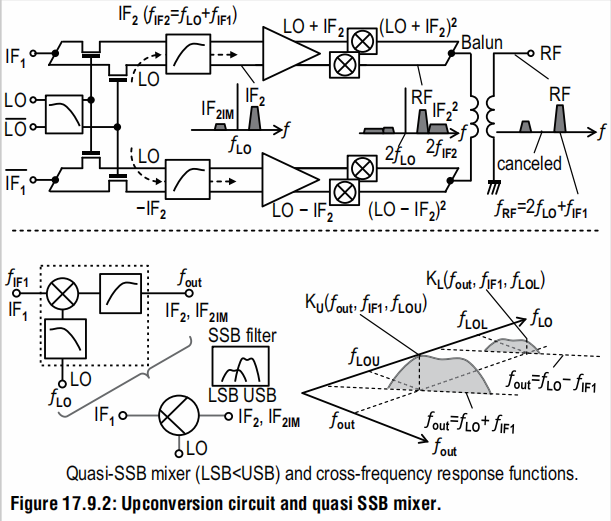 IF2 (fIF2=fLO+fIF1)
LO + IF2
(LO + IF2)²
Balun
IF1
RF
LO
LO
IF2
IF2IM
RF
IF2²
RF
LO
f
fLO
2fLO
2fIF2
f
canceled
f
IF1
LO
−IF2
LO − IF2
(LO − IF2)²
fRF=2fLO+fIF1
fIF1
IF1
fout
IF2, IF2IM
LO
fLO
SSB filter
LSB USB
IF1
IF2, IF2IM
LO
KL(fout, fIF1, fLOL)
KU(fout, fIF1, fLOU)
fLOL
fLO
fLOU
fout=fLO− fIF1
fout
fout=fLO+ fIF1
fout
Quasi-SSB mixer (LSB<USB) and cross-frequency response functions.
Figure 17.9.2: Upconversion circuit and quasi SSB mixer.